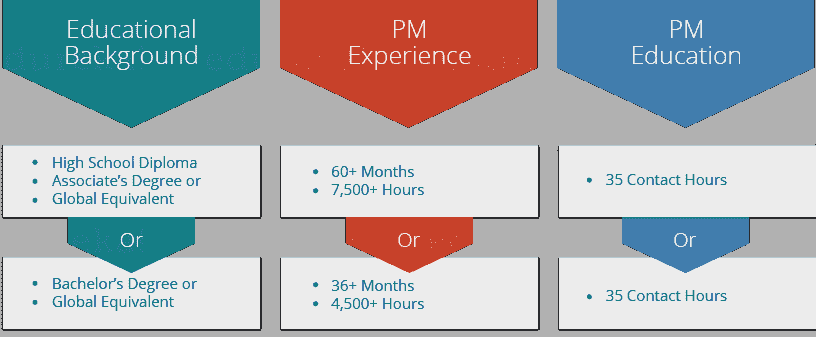 Educational
Background
PM
Experience
PM
Education
• High School Diploma
• Associate's Degree or
• Global Equivalent
• 60+ Months
• 7,500+ Hours
• 35 Contact Hours
Or
Or
Or
• Bachelor's Degree or
• Global Equivalent
• 36+ Months
• 4,500+ Hours
• 35 Contact Hours